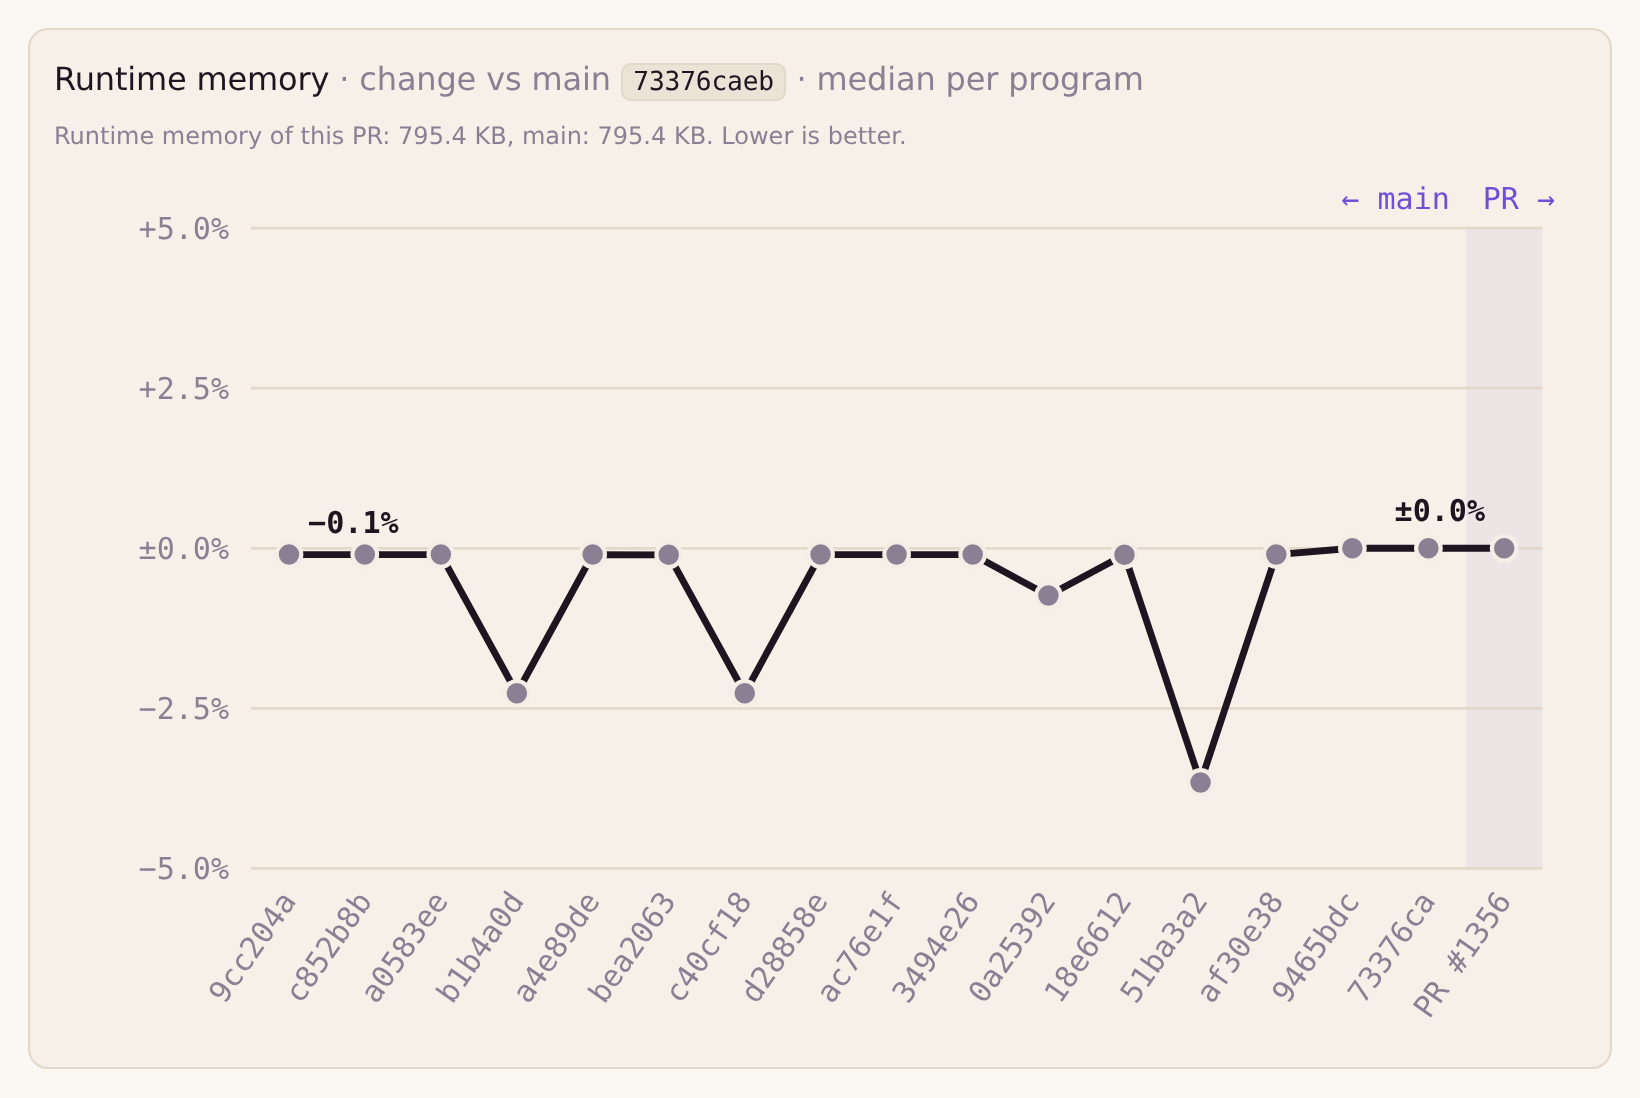 Runtime memory · change vs main 73376caeb · median per program
Runtime memory of this PR: 795.4 KB, main: 795.4 KB. Lower is better.
← main PR →
+5.0%
+2.5%
±0.0%
−2.5%
−5.0%
−0.1%
±0.0%
9cc204a
c852b8b
a0583ee
b1b4a0d
a4e89de
bea2063
c40cf18
d28858e
ac76e1f
3494e26
0a25392
18e6612
51ba3a2
af30e38
9465bdc
73376ca
PR #1356